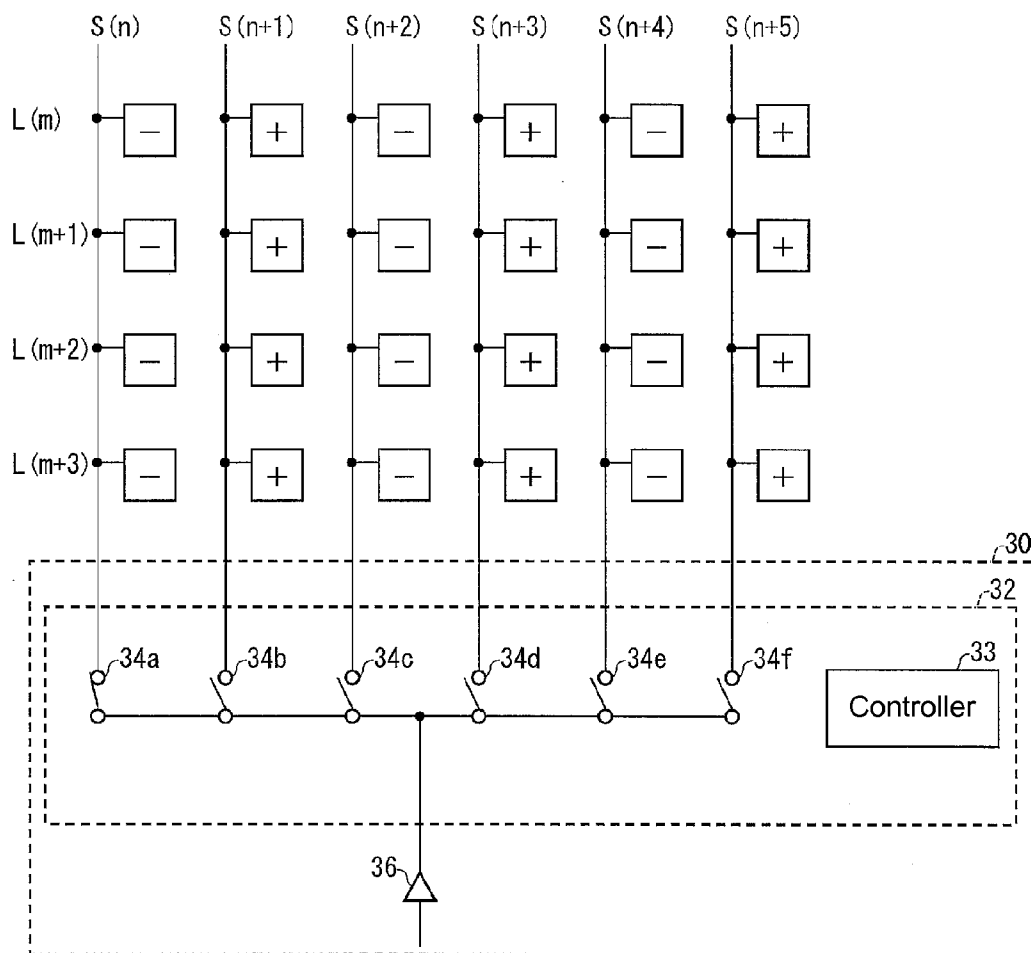 S(n) S(n+1) S(n+2) S(n+3) S(n+4) S(n+5)
L(m) − + − + − +
L(m+1) − + − + − +
L(m+2) − + − + − +
L(m+3) − + − + − +
30
32
34a 34b 34c 34d 34e 34f 33
Controller
36